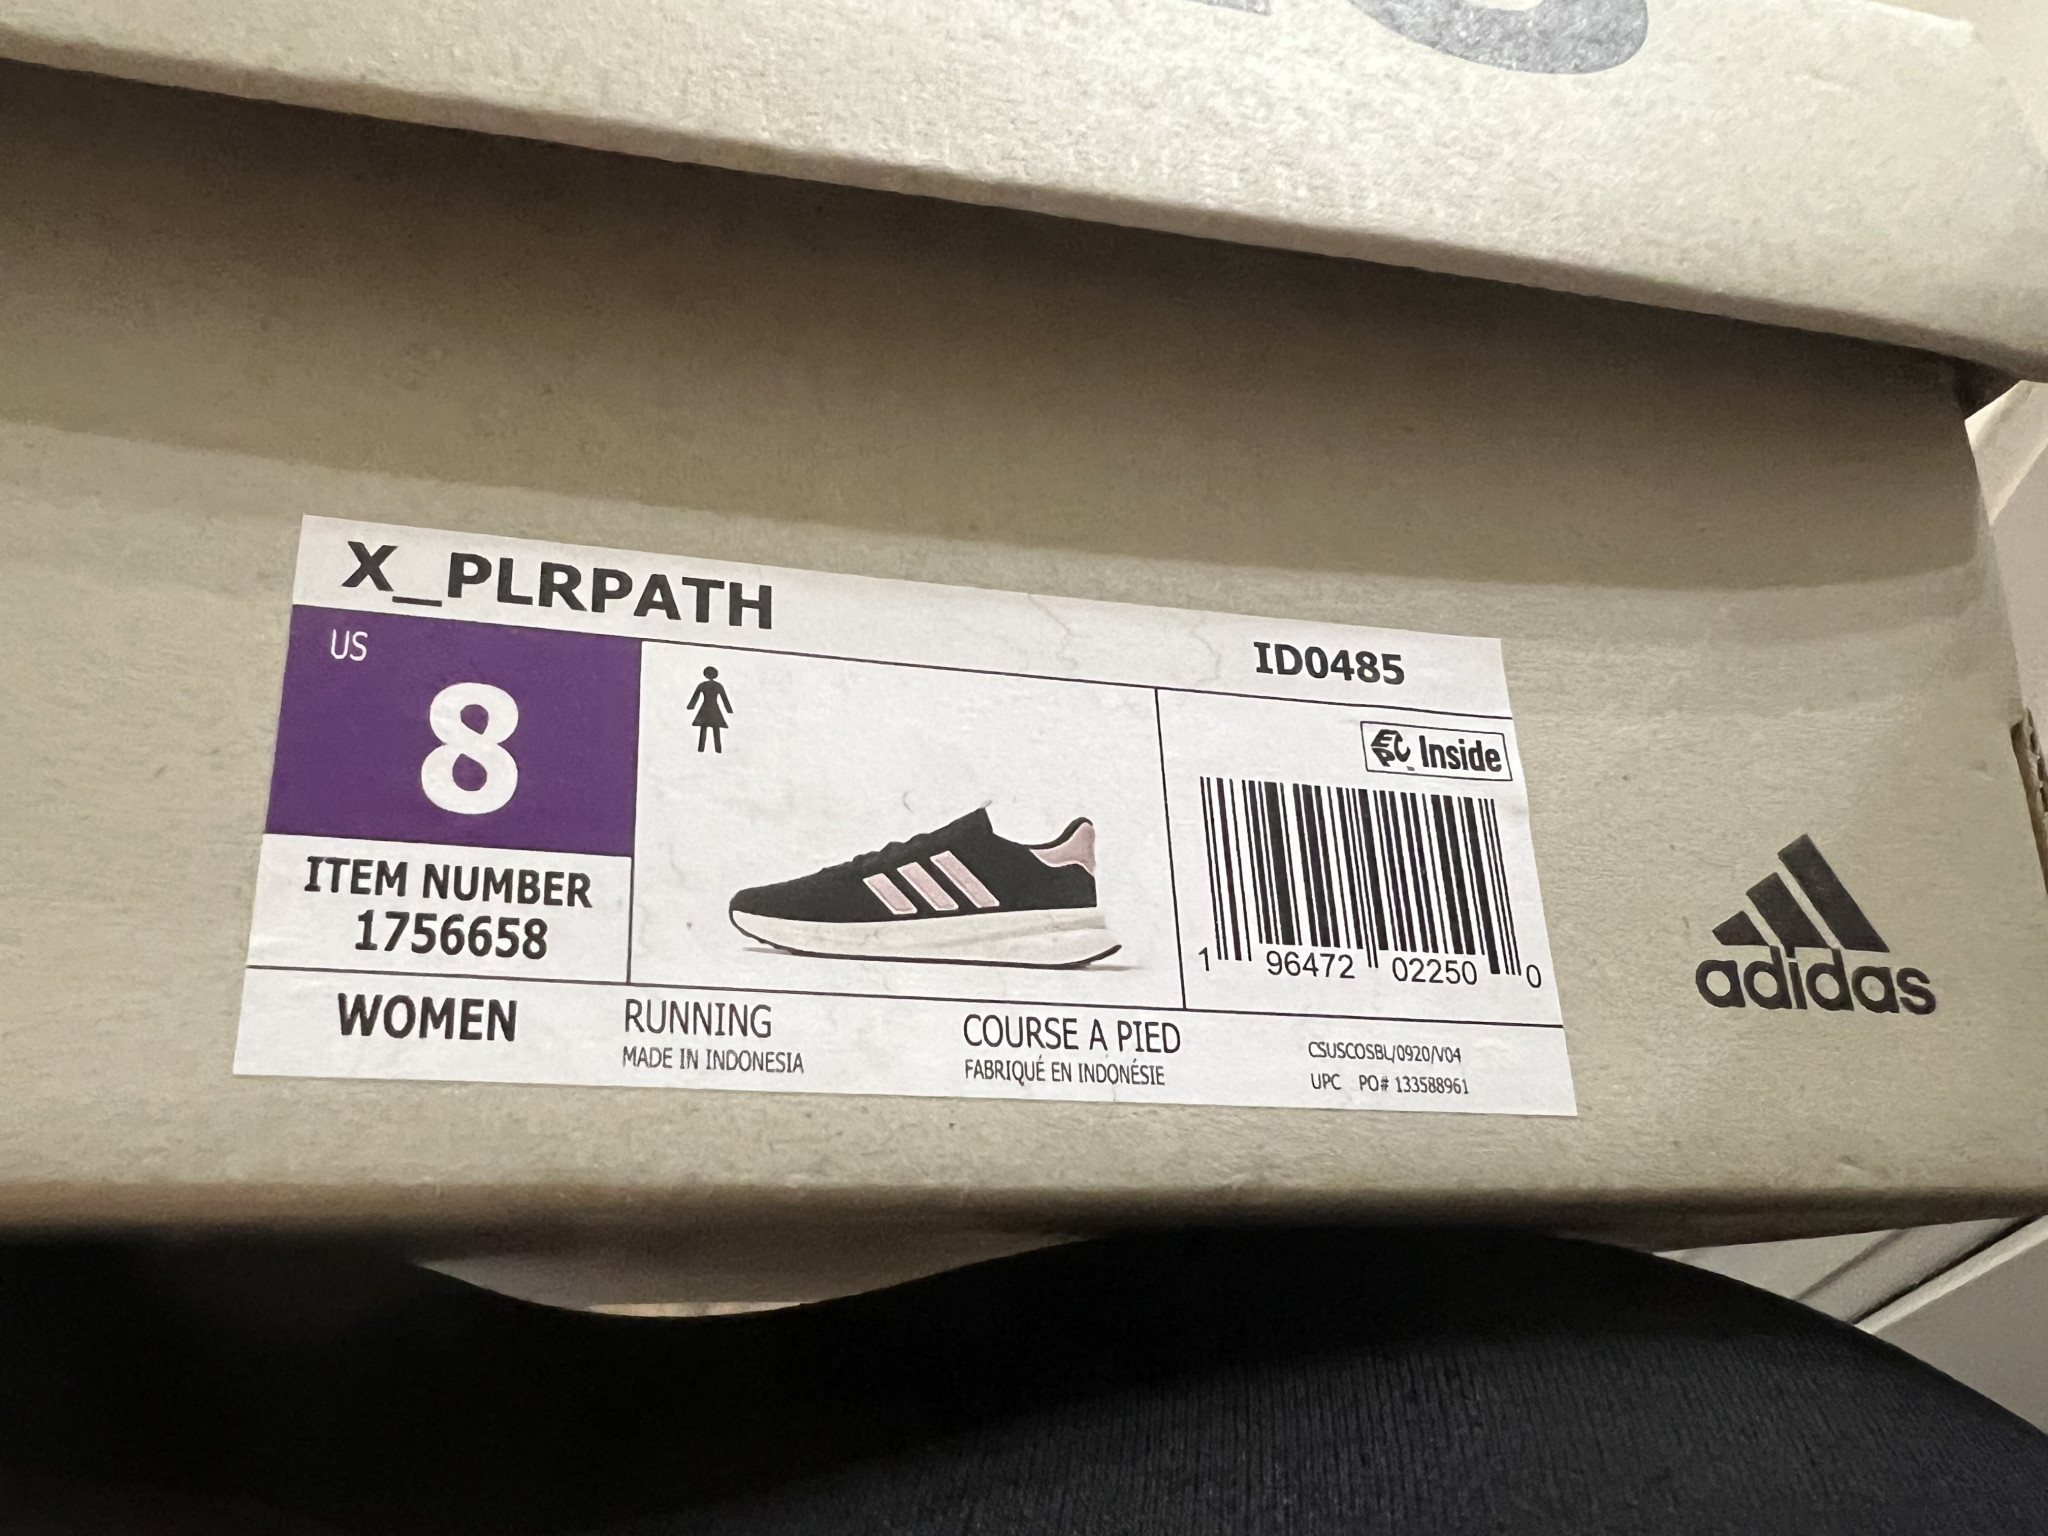 X_PLRPATH
ID0485
US
8
EPC Inside
ITEM NUMBER
1756658
1 96472 02250 0
adidas
WOMEN
RUNNING
MADE IN INDONESIA
COURSE A PIED
FABRIQUÉ EN INDONÉSIE
CSUSCOSBL/0920/V04
UPC PO# 133588961